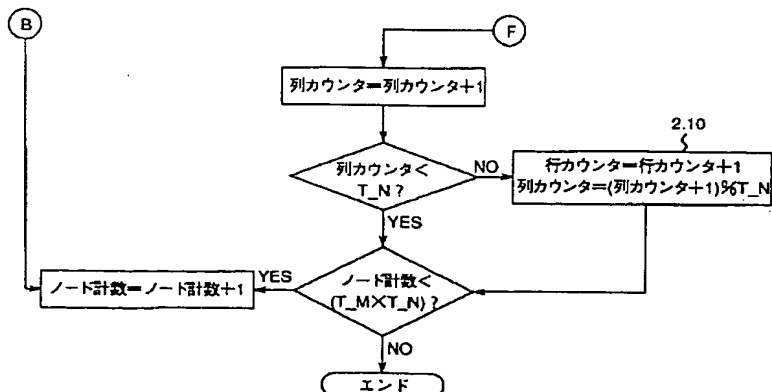 B
F
列カウンタ=列カウンタ+1
2.10
列カウンタ<
T_N?
NO
行カウンタ=行カウンタ+1
列カウンタ=(列カウンタ+1)%T_N
YES
ノード計数=ノード計数+1
YES
ノード計数<
(T_M×T_N)?
NO
エンド